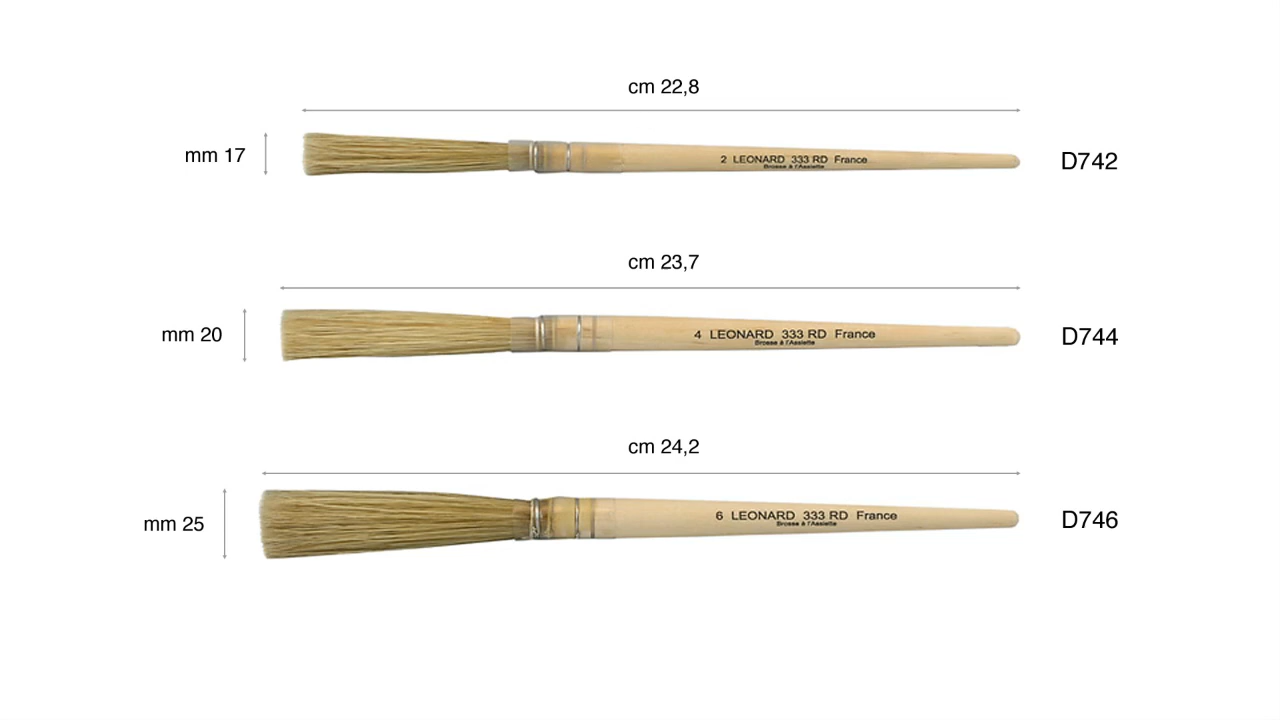 cm 22,8
mm 17
2 LEONARD 333 RD France
Brosse à l'Assiette
D742
cm 23,7
mm 20
4 LEONARD 333 RD France
Brosse à l'Assiette
D744
cm 24,2
mm 25
6 LEONARD 333 RD France
Brosse à l'Assiette
D746